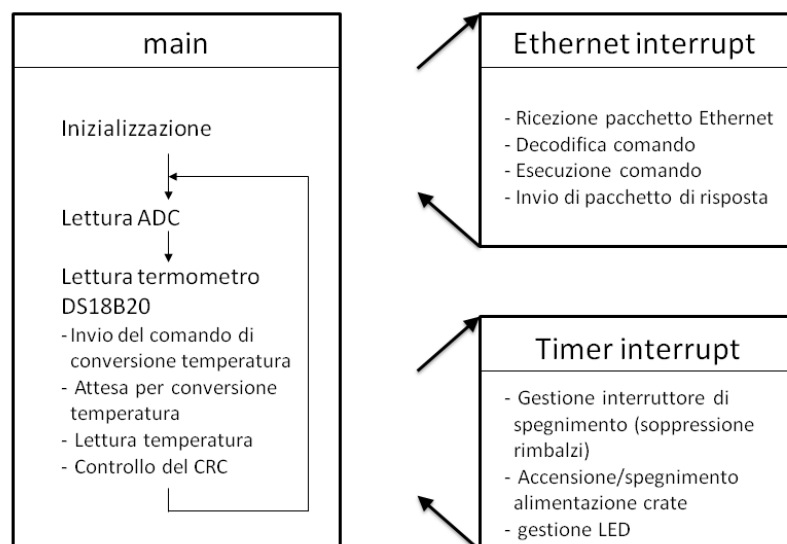 main
Inizializzazione
Lettura ADC
Lettura termometro
DS18B20
- Invio del comando di
conversione temperatura
- Attesa per conversione
temperatura
- Lettura temperatura
- Controllo del CRC
Ethernet interrupt
- Ricezione pacchetto Ethernet
- Decodifica comando
- Esecuzione comando
- Invio di pacchetto di risposta
Timer interrupt
- Gestione interruttore di
spegnimento (soppressione
rimbalzi)
- Accensione/spegnimento
alimentazione crate
- gestione LED